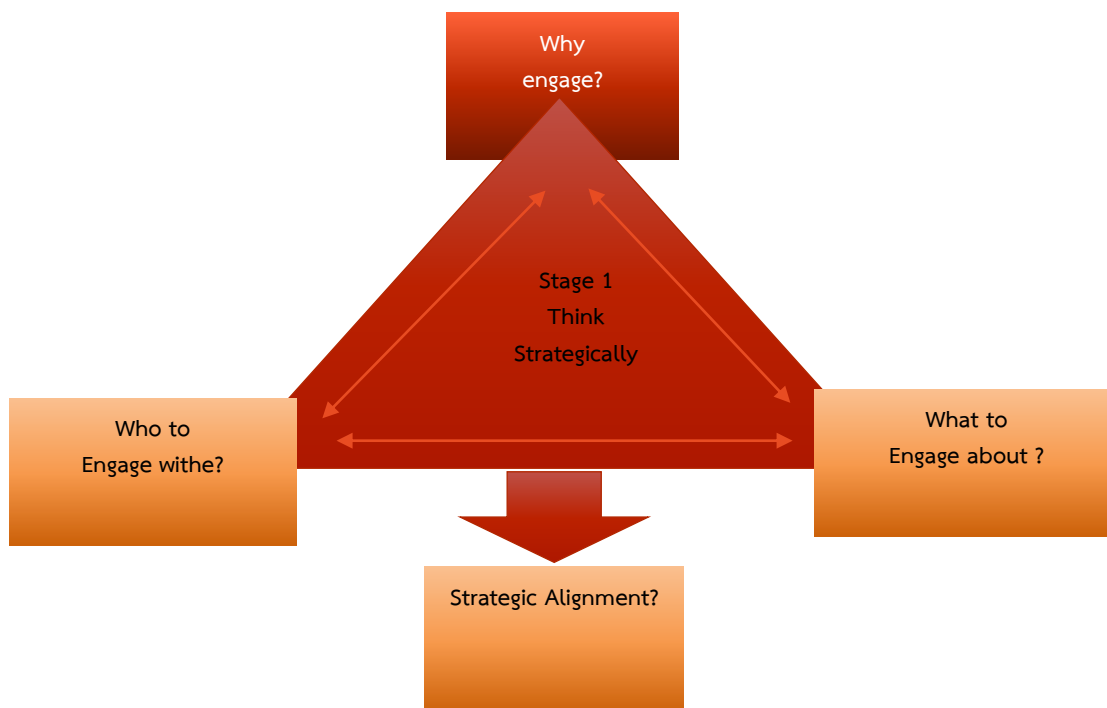 Why
engage?
Stage 1
Think
Strategically
Who to
Engage withe?
What to
Engage about ?
Strategic Alignment?